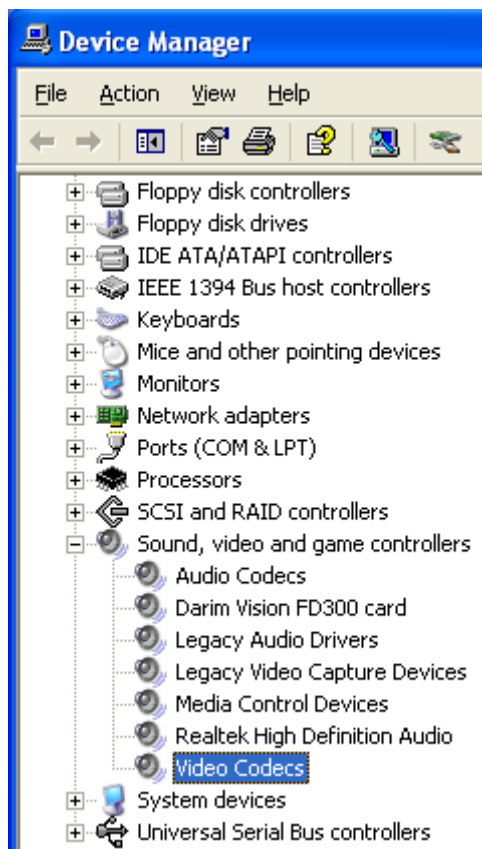 Device Manager
File Action View Help
Floppy disk controllers
Floppy disk drives
IDE ATA/ATAPI controllers
IEEE 1394 Bus host controllers
Keyboards
Mice and other pointing devices
Monitors
Network adapters
Ports (COM & LPT)
Processors
SCSI and RAID controllers
Sound, video and game controllers
Audio Codecs
Darim Vision FD300 card
Legacy Audio Drivers
Legacy Video Capture Devices
Media Control Devices
Realtek High Definition Audio
Video Codecs
System devices
Universal Serial Bus controllers